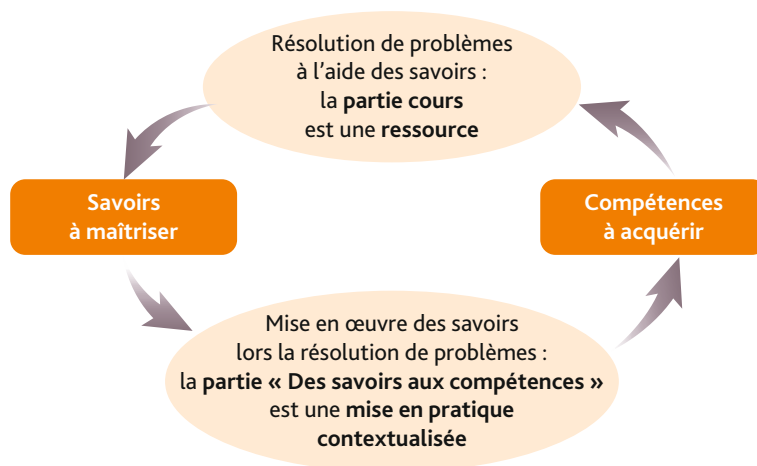 Résolution de problèmes
à l’aide des savoirs :
la partie cours
est une ressource
Savoirs
à maîtriser
Compétences
à acquérir
Mise en œuvre des savoirs
lors la résolution de problèmes :
la partie « Des savoirs aux compétences »
est une mise en pratique
contextualisée